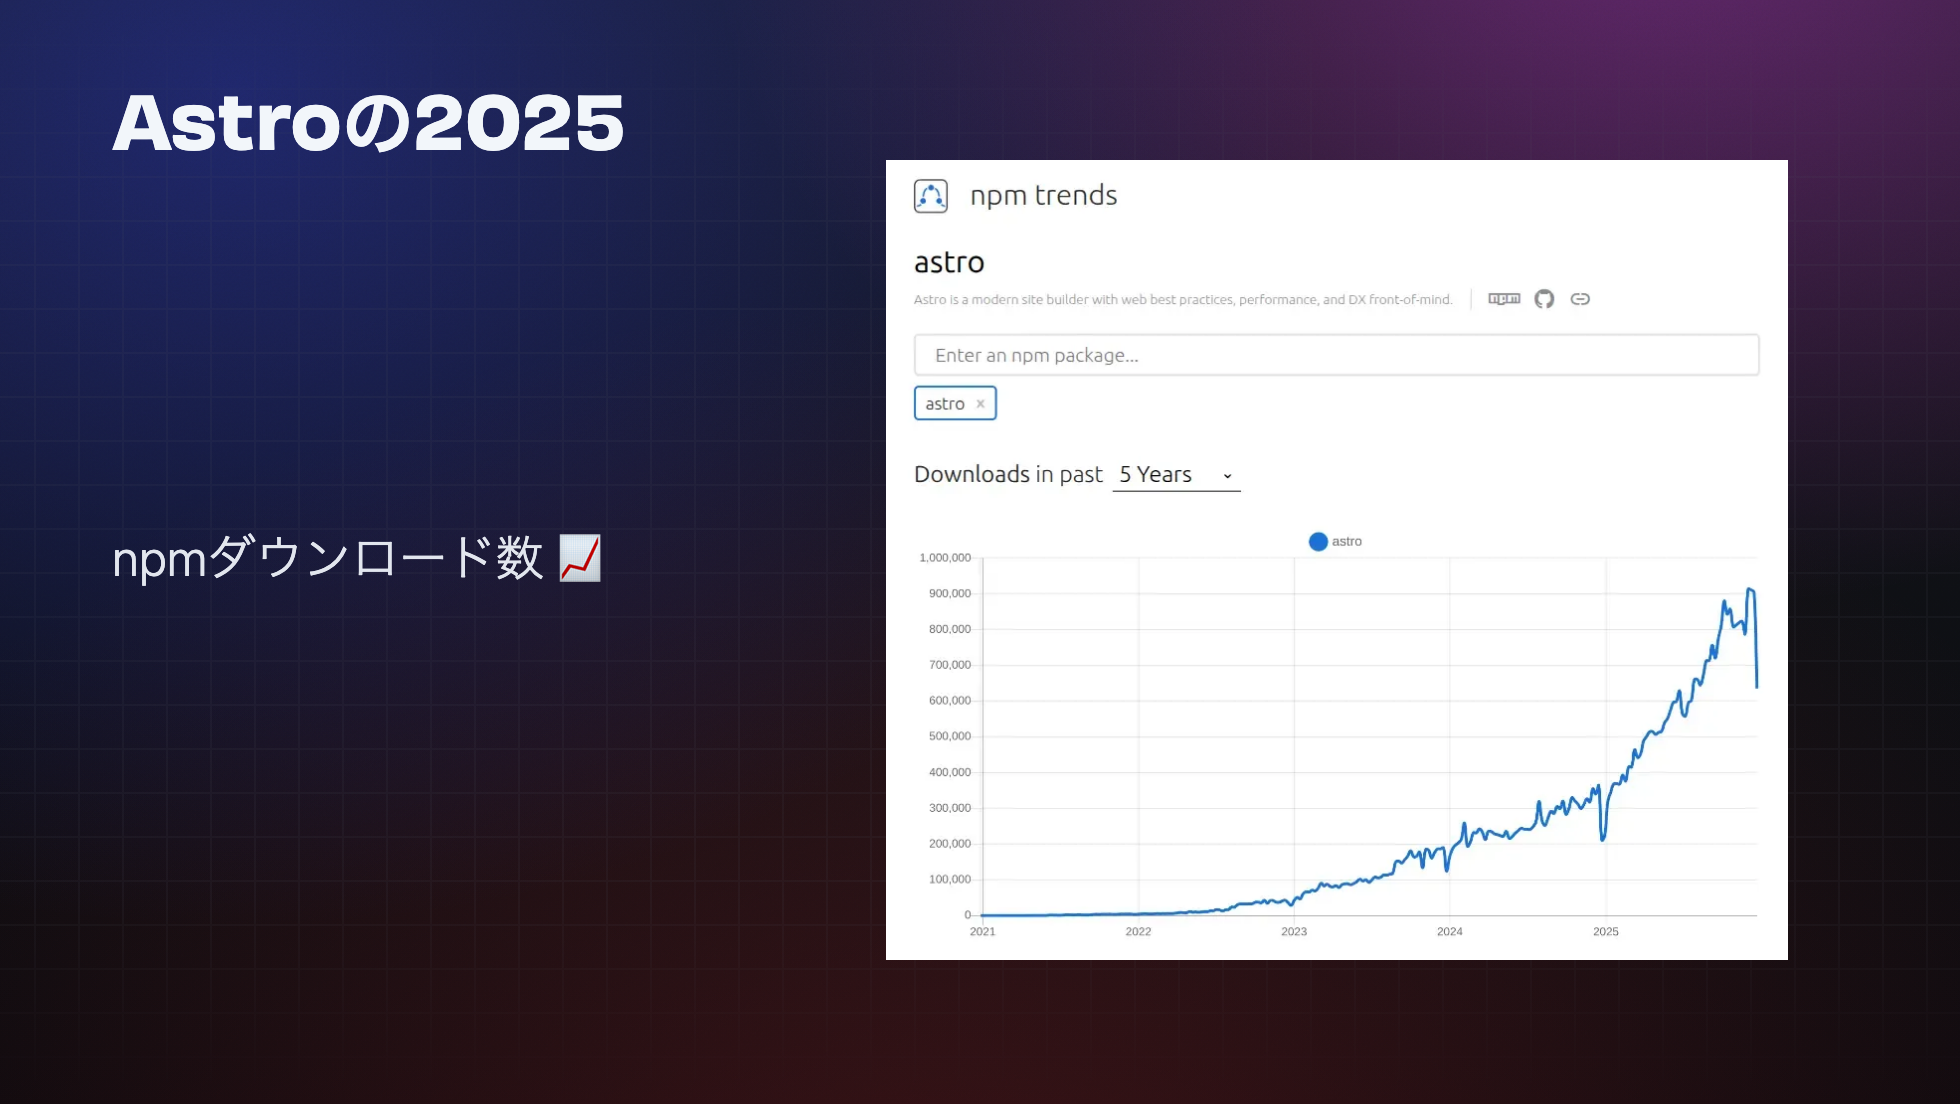 Astroの2025
npmダウンロード数 📈
npm trends
astro
Astro is a modern site builder with web best practices, performance, and DX front-of-mind.
npm
Enter an npm package...
astro x
Downloads in past 5 Years
astro
1,000,000
900,000
800,000
700,000
600,000
500,000
400,000
300,000
200,000
100,000
0
2021 2022 2023 2024 2025